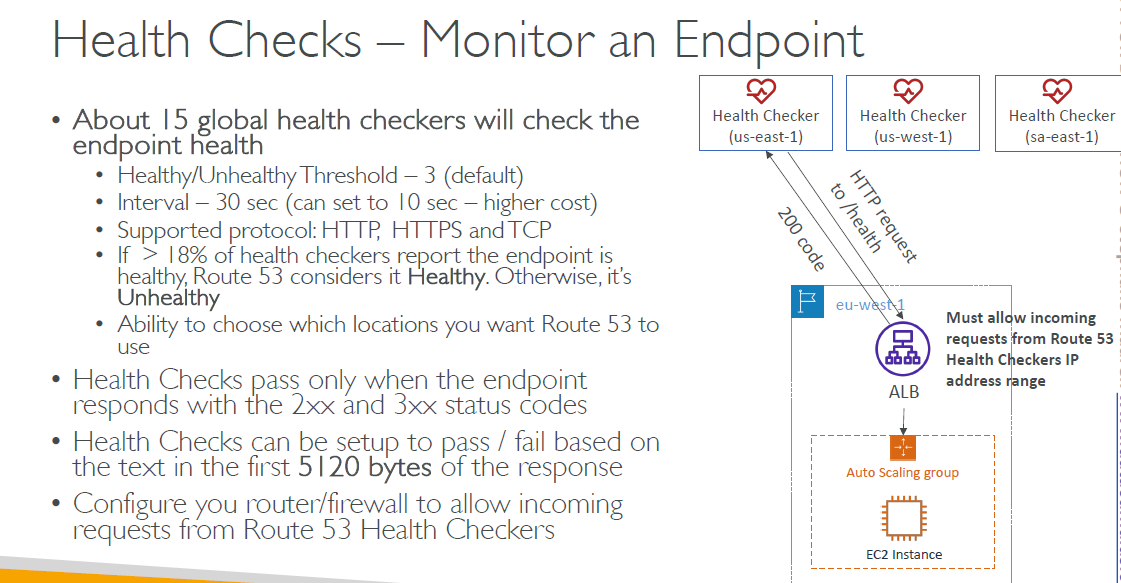 Health Checks – Monitor an Endpoint
• About 15 global health checkers will check the
endpoint health
• Healthy/Unhealthy Threshold – 3 (default)
• Interval – 30 sec (can set to 10 sec – higher cost)
• Supported protocol: HTTP, HTTPS and TCP
• If > 18% of health checkers report the endpoint is
healthy, Route 53 considers it Healthy. Otherwise, it's
Unhealthy
• Ability to choose which locations you want Route 53 to
use
• Health Checks pass only when the endpoint
responds with the 2xx and 3xx status codes
• Health Checks can be setup to pass / fail based on
the text in the first 5120 bytes of the response
• Configure you router/firewall to allow incoming
requests from Route 53 Health Checkers
Health Checker
(us-east-1)
Health Checker
(us-west-1)
Health Checker
(sa-east-1)
HTTP request
to /health
200 code
eu-west-1
Must allow incoming
requests from Route 53
Health Checkers IP
address range
ALB
Auto Scaling group
EC2 Instance